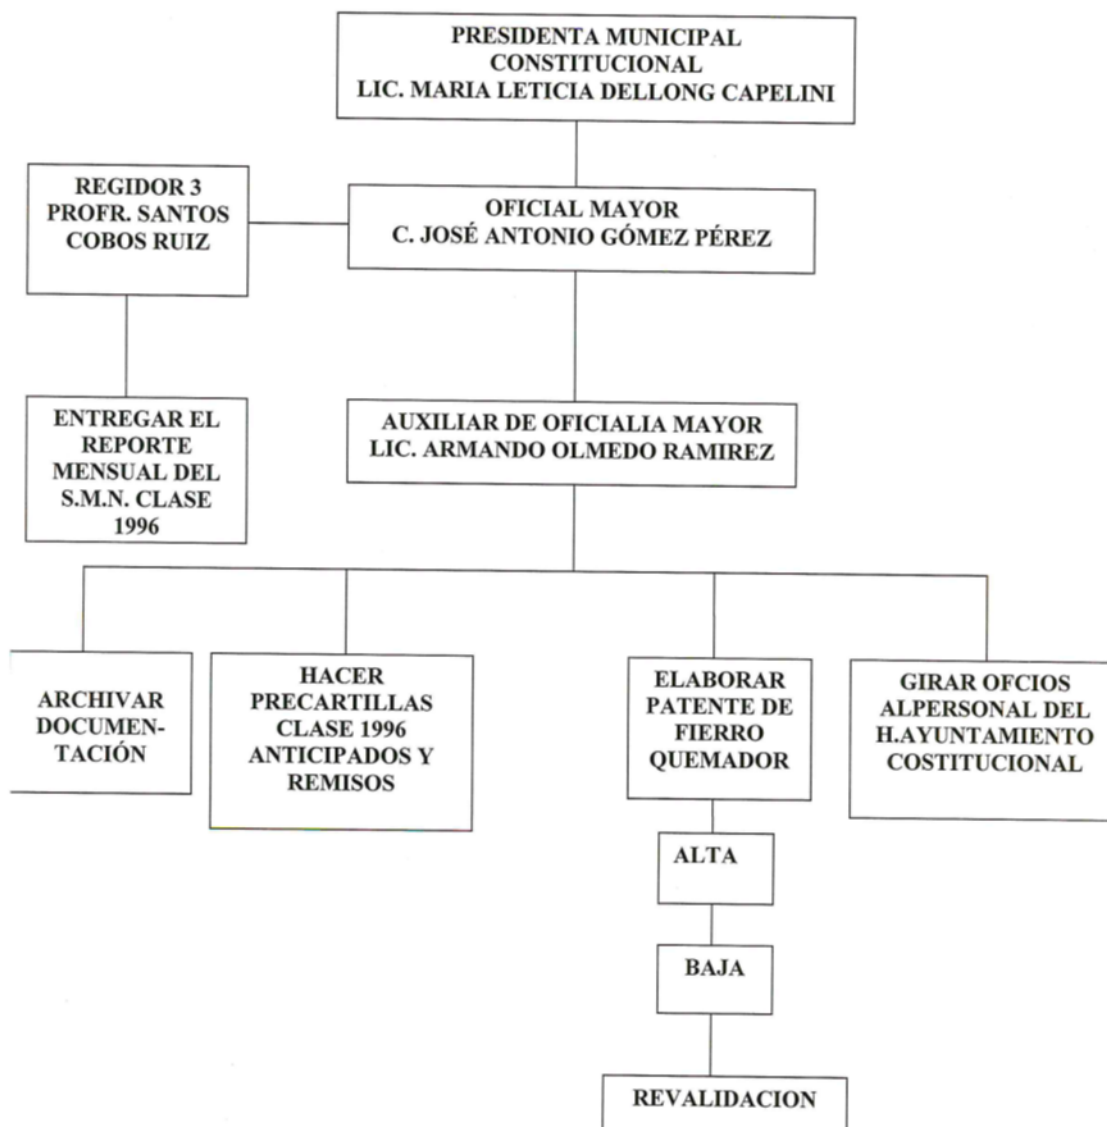 PRESIDENTA MUNICIPAL
CONSTITUCIONAL
LIC. MARIA LETICIA DELLONG CAPELINI
REGIDOR 3
PROFR. SANTOS
COBOS RUIZ
OFICIAL MAYOR
C. JOSÉ ANTONIO GÓMEZ PÉREZ
ENTREGAR EL
REPORTE
MENSUAL DEL
S.M.N. CLASE
1996
AUXILIAR DE OFICIALIA MAYOR
LIC. ARMANDO OLMEDO RAMIREZ
ARCHIVAR
DOCUMEN-
TACIÓN
HACER
PRECARTILLAS
CLASE 1996
ANTICIPADOS Y
REMISOS
ELABORAR
PATENTE DE
FIERRO
QUEMADOR
GIRAR OFCIOS
ALPERSONAL DEL
H.AYUNTAMIENTO
COSTITUCIONAL
ALTA
BAJA
REVALIDACION